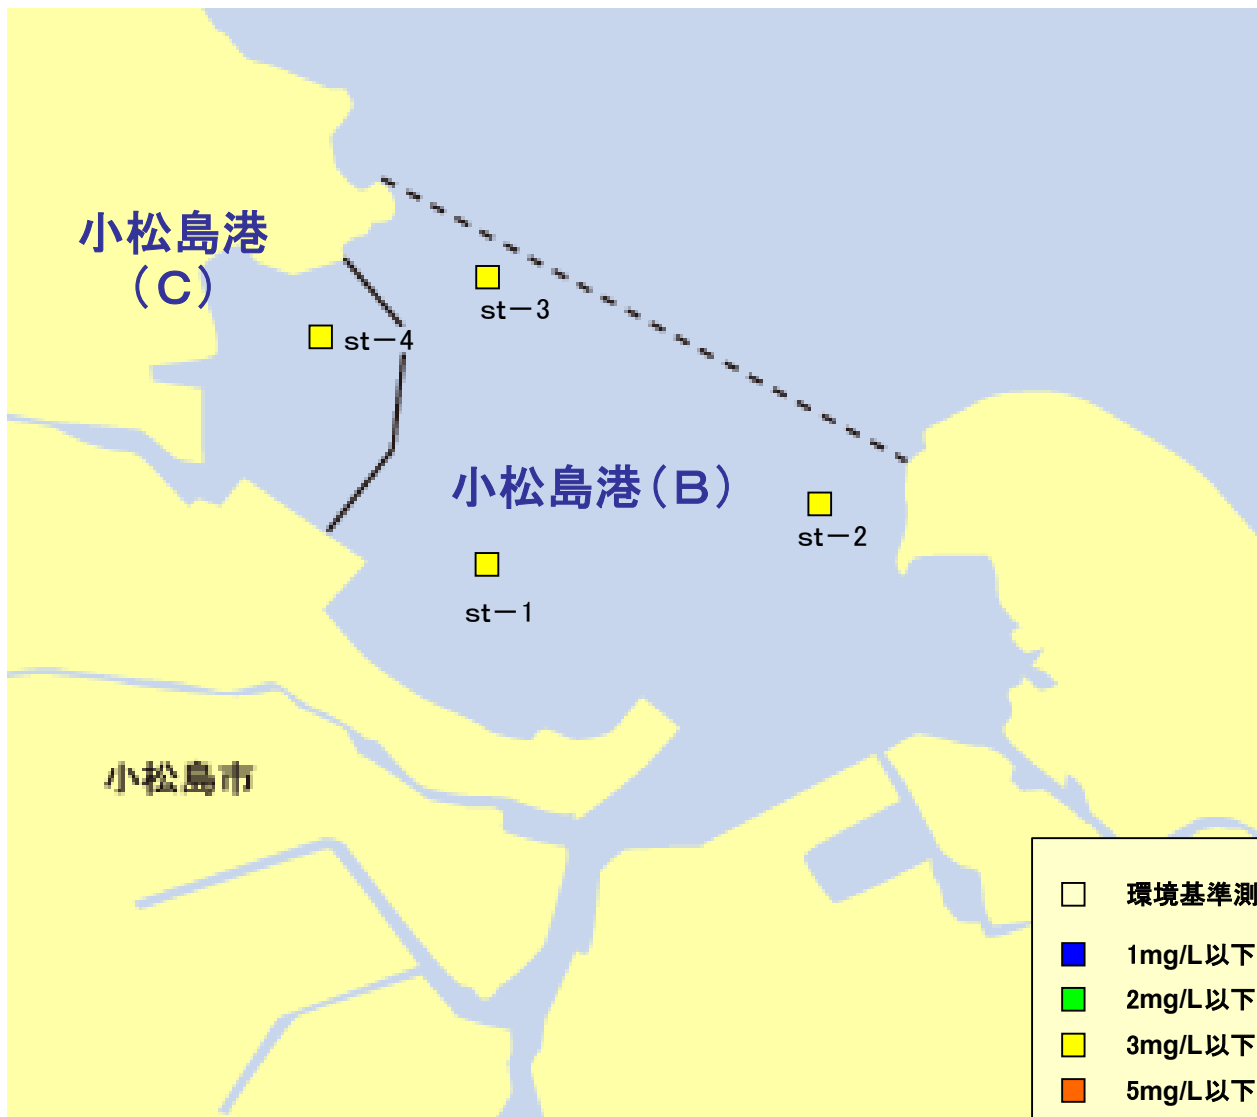 小松島港
（C）
st－3
st－4
小松島港（B）
st－2
st－1
小松島市
環境基準測
1mg/L以下
2mg/L以下
3mg/L以下
5mg/L以下